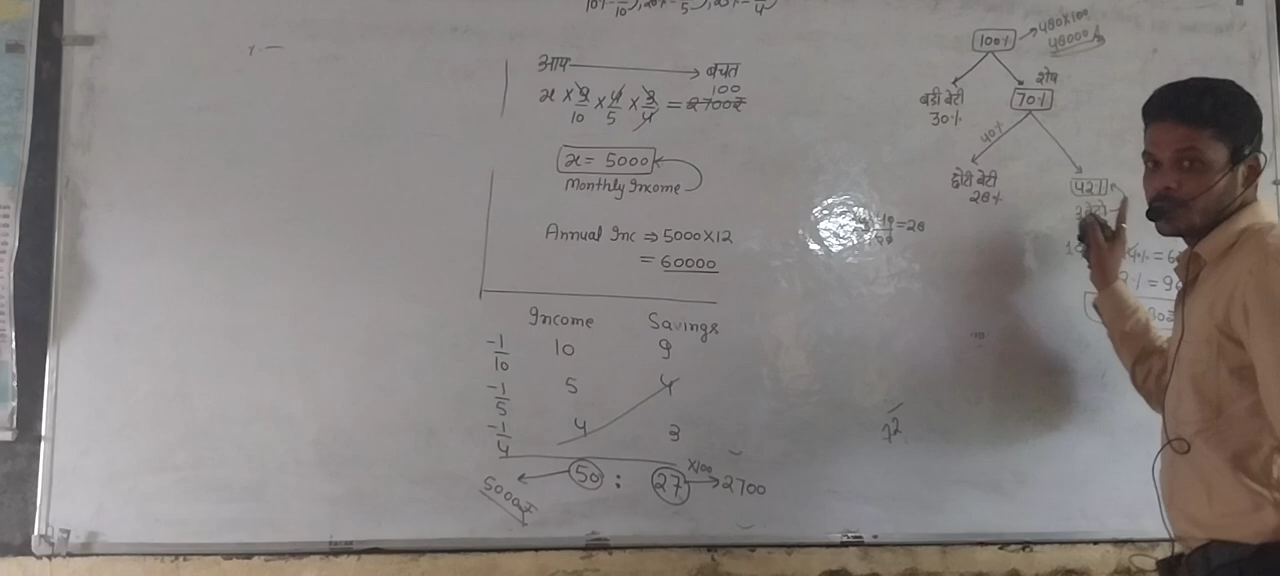 आय → बचत
100
x × 9/10 × 4/5 × 3/4 = 2700₹
x = 5000
Monthly Income
Annual Inc ⇒ 5000×12
= 60000
Income Savings
-1/10 10 9
-1/5 5 4
-1/4 4 3
50 : 27 ×100 → 2700
5000₹
100% → 480×100
48000
बडी बेटी
30%
शेष
70%
40%
छोटी बेटी
28%
42%
=28
12